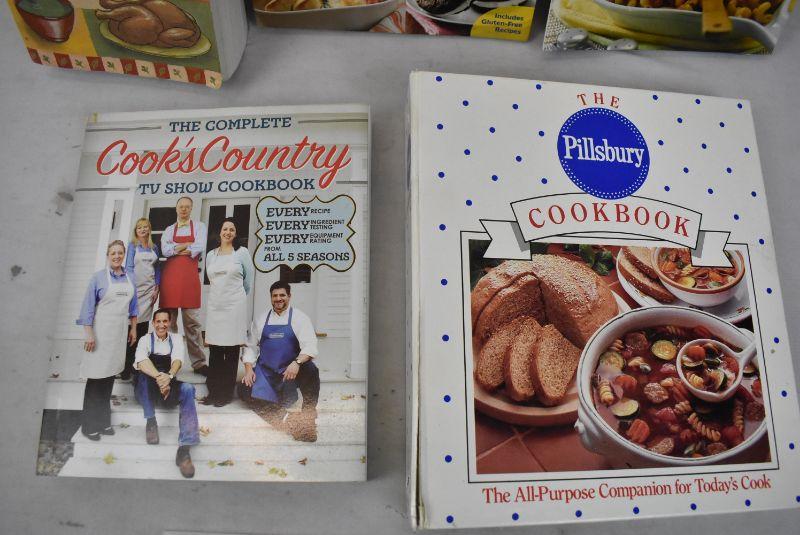 Includes
Gluten-Free
Recipes
THE COMPLETE
Cook'sCountry
TV SHOW COOKBOOK
EVERY RECIPE
EVERY INGREDIENT TESTING
EVERY EQUIPMENT RATING
FROM
ALL 5 SEASONS
THE
Pillsbury
COOKBOOK
The All-Purpose Companion for Today's Cook